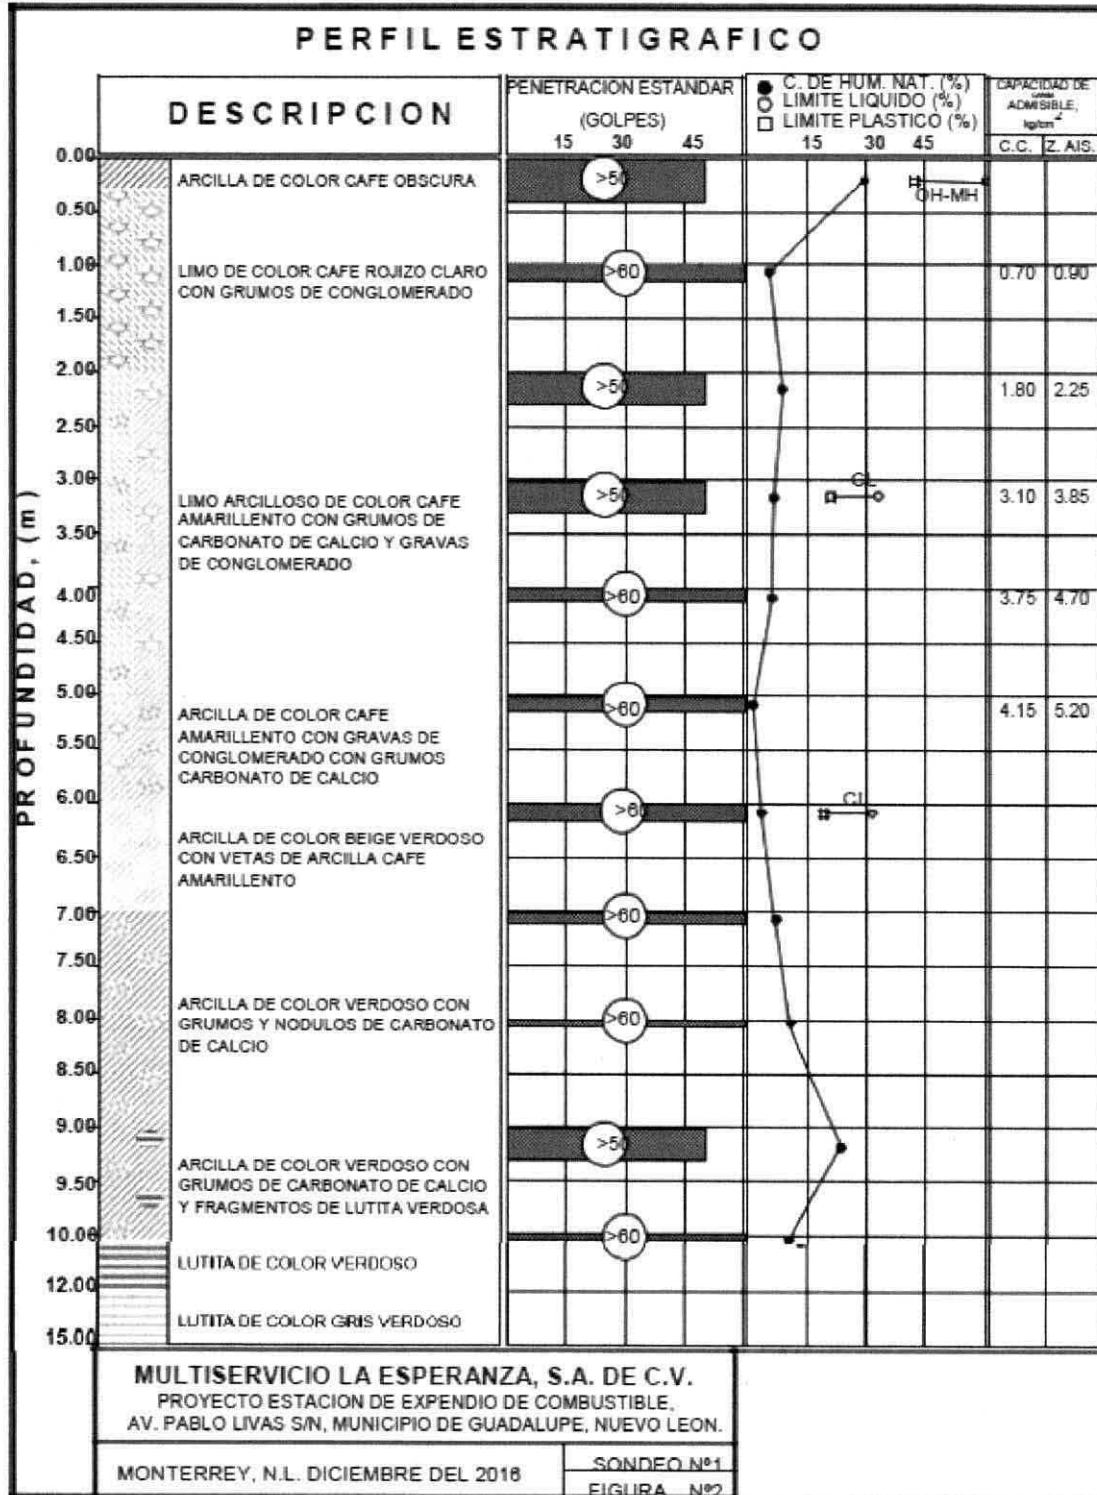 PERFIL ESTRATIGRAFICO
DESCRIPCION
PENETRACION ESTANDAR
(GOLPES)
15 30 45
C. DE HUM. NAT. (%)
LIMITE LIQUIDO (%)
LIMITE PLASTICO (%)
15 30 45
CAPACIDAD DE
ADMISIBLE,
kg/cm²
C.C. Z. AIS.
PROFUNDIDAD, (m)
0.00
ARCILLA DE COLOR CAFE OBSCURA
>50
OH-MH
0.50
1.00
LIMO DE COLOR CAFE ROJIZO CLARO
CON GRUMOS DE CONGLOMERADO
>60
0.70 0.90
1.50
2.00
>50
1.80 2.25
2.50
3.00
LIMO ARCILLOSO DE COLOR CAFE
AMARILLENTO CON GRUMOS DE
CARBONATO DE CALCIO Y GRAVAS
DE CONGLOMERADO
>50
CL
3.10 3.85
3.50
4.00
>60
3.75 4.70
4.50
5.00
ARCILLA DE COLOR CAFE
AMARILLENTO CON GRAVAS DE
CONGLOMERADO CON GRUMOS
CARBONATO DE CALCIO
>60
4.15 5.20
5.50
6.00
>60
CL
ARCILLA DE COLOR BEIGE VERDOSO
CON VETAS DE ARCILLA CAFE
AMARILLENTO
6.50
7.00
>60
7.50
ARCILLA DE COLOR VERDOSO CON
GRUMOS Y NODULOS DE CARBONATO
DE CALCIO
8.00
>60
8.50
9.00
>50
ARCILLA DE COLOR VERDOSO CON
GRUMOS DE CARBONATO DE CALCIO
Y FRAGMENTOS DE LUTITA VERDOSA
9.50
10.00
>60
LUTITA DE COLOR VERDOSO
12.00
LUTITA DE COLOR GRIS VERDOSO
15.00
MULTISERVICIO LA ESPERANZA, S.A. DE C.V.
PROYECTO ESTACION DE EXPENDIO DE COMBUSTIBLE,
AV. PABLO LIVAS S/N, MUNICIPIO DE GUADALUPE, NUEVO LEON.
MONTERREY, N.L. DICIEMBRE DEL 2016
SONDEO Nº1
FIGURA Nº2